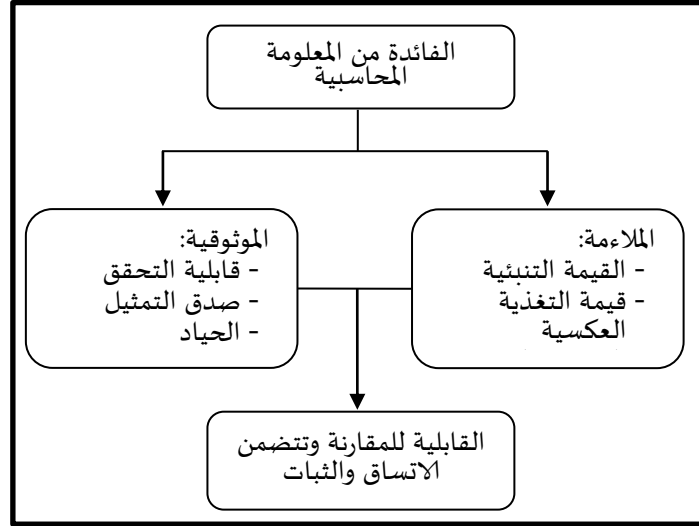 الفائدة من المعلومة
المحاسبية
الملاءمة:
- القيمة التنبئية
- قيمة التغذية
العكسية
الموثوقية:
- قابلية التحقق
- صدق التمثيل
- الحياد
القابلية للمقارنة وتتضمن
الاتساق والثبات